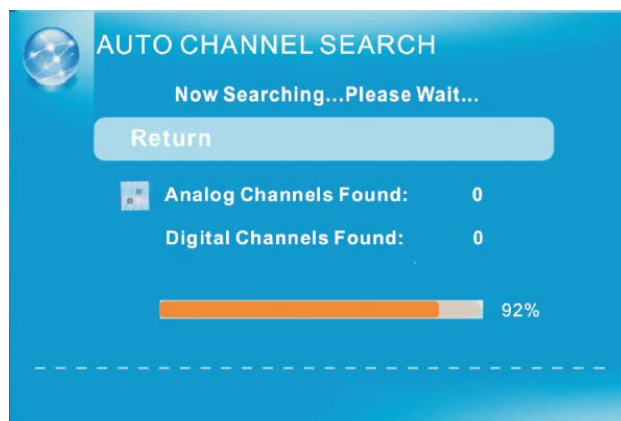 AUTO CHANNEL SEARCH
Now Searching...Please Wait...
Return
Analog Channels Found: 0
Digital Channels Found: 0
92%